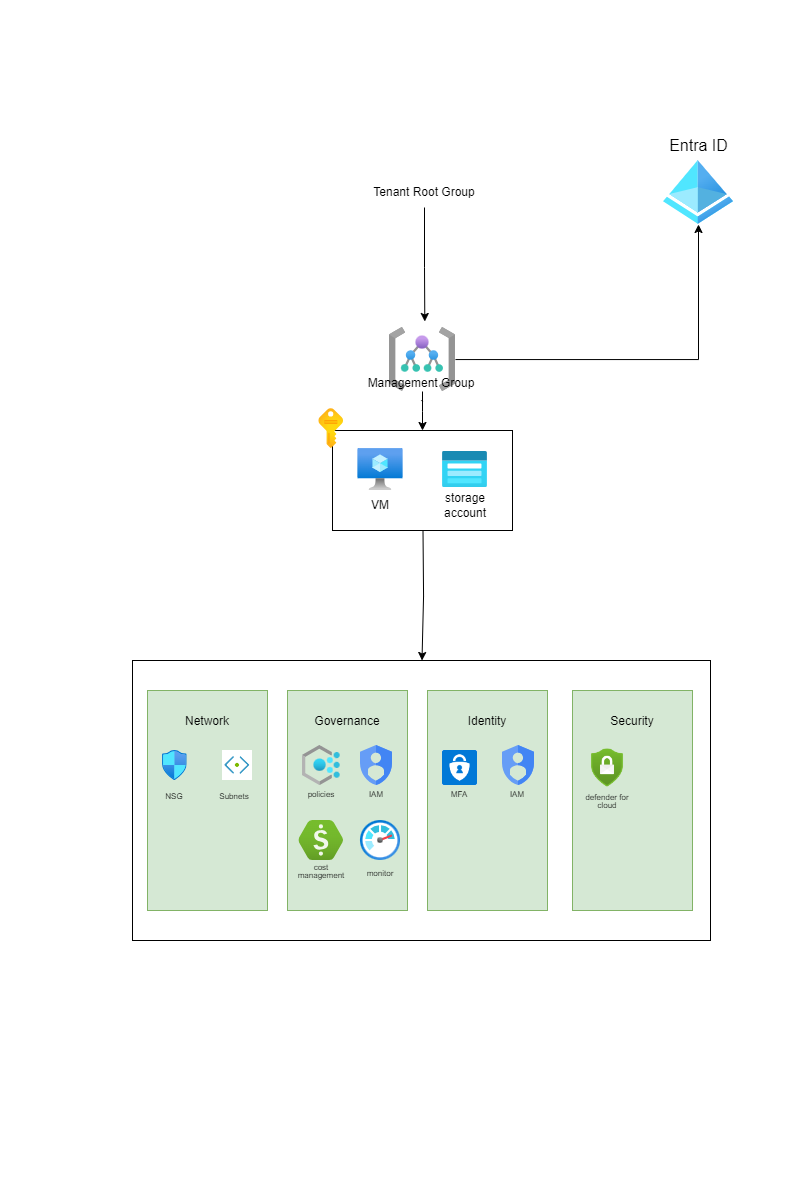 Entra ID
Tenant Root Group
Management Group
VM
storage
account
Network
Governance
Identity
Security
NSG
Subnets
policies
IAM
MFA
IAM
defender for
cloud
cost
management
monitor